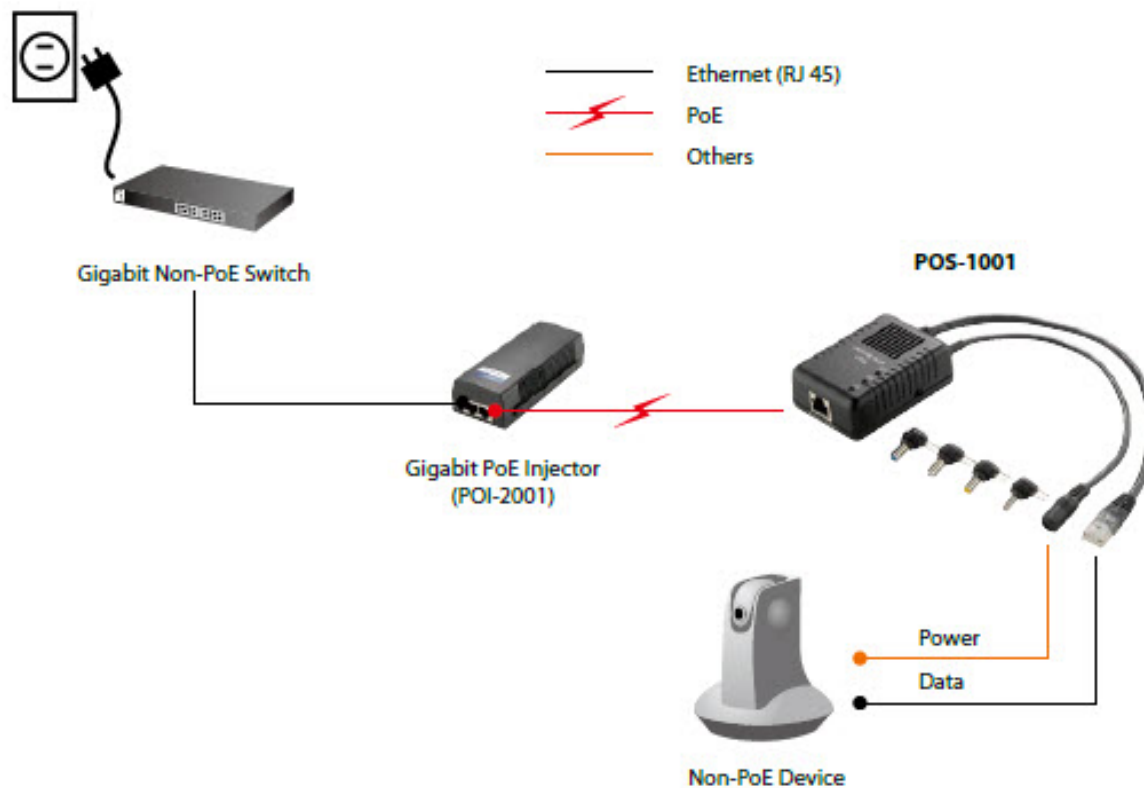 Ethernet (RJ 45)
PoE
Others
Gigabit Non-PoE Switch
POS-1001
Gigabit PoE Injector
(POI-2001)
Power
Data
Non-PoE Device